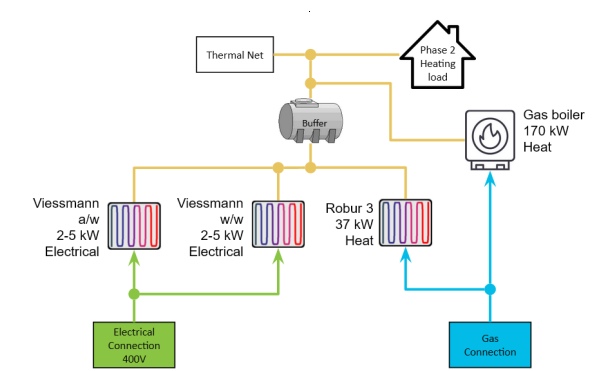 Thermal Net
Phase 2
Heating
load
Buffer
Gas boiler
170 kW
Heat
Viessmann
a/w
2-5 kW
Electrical
Viessmann
w/w
2-5 kW
Electrical
Robur 3
37 kW
Heat
Electrical
Connection
400V
Gas
Connection